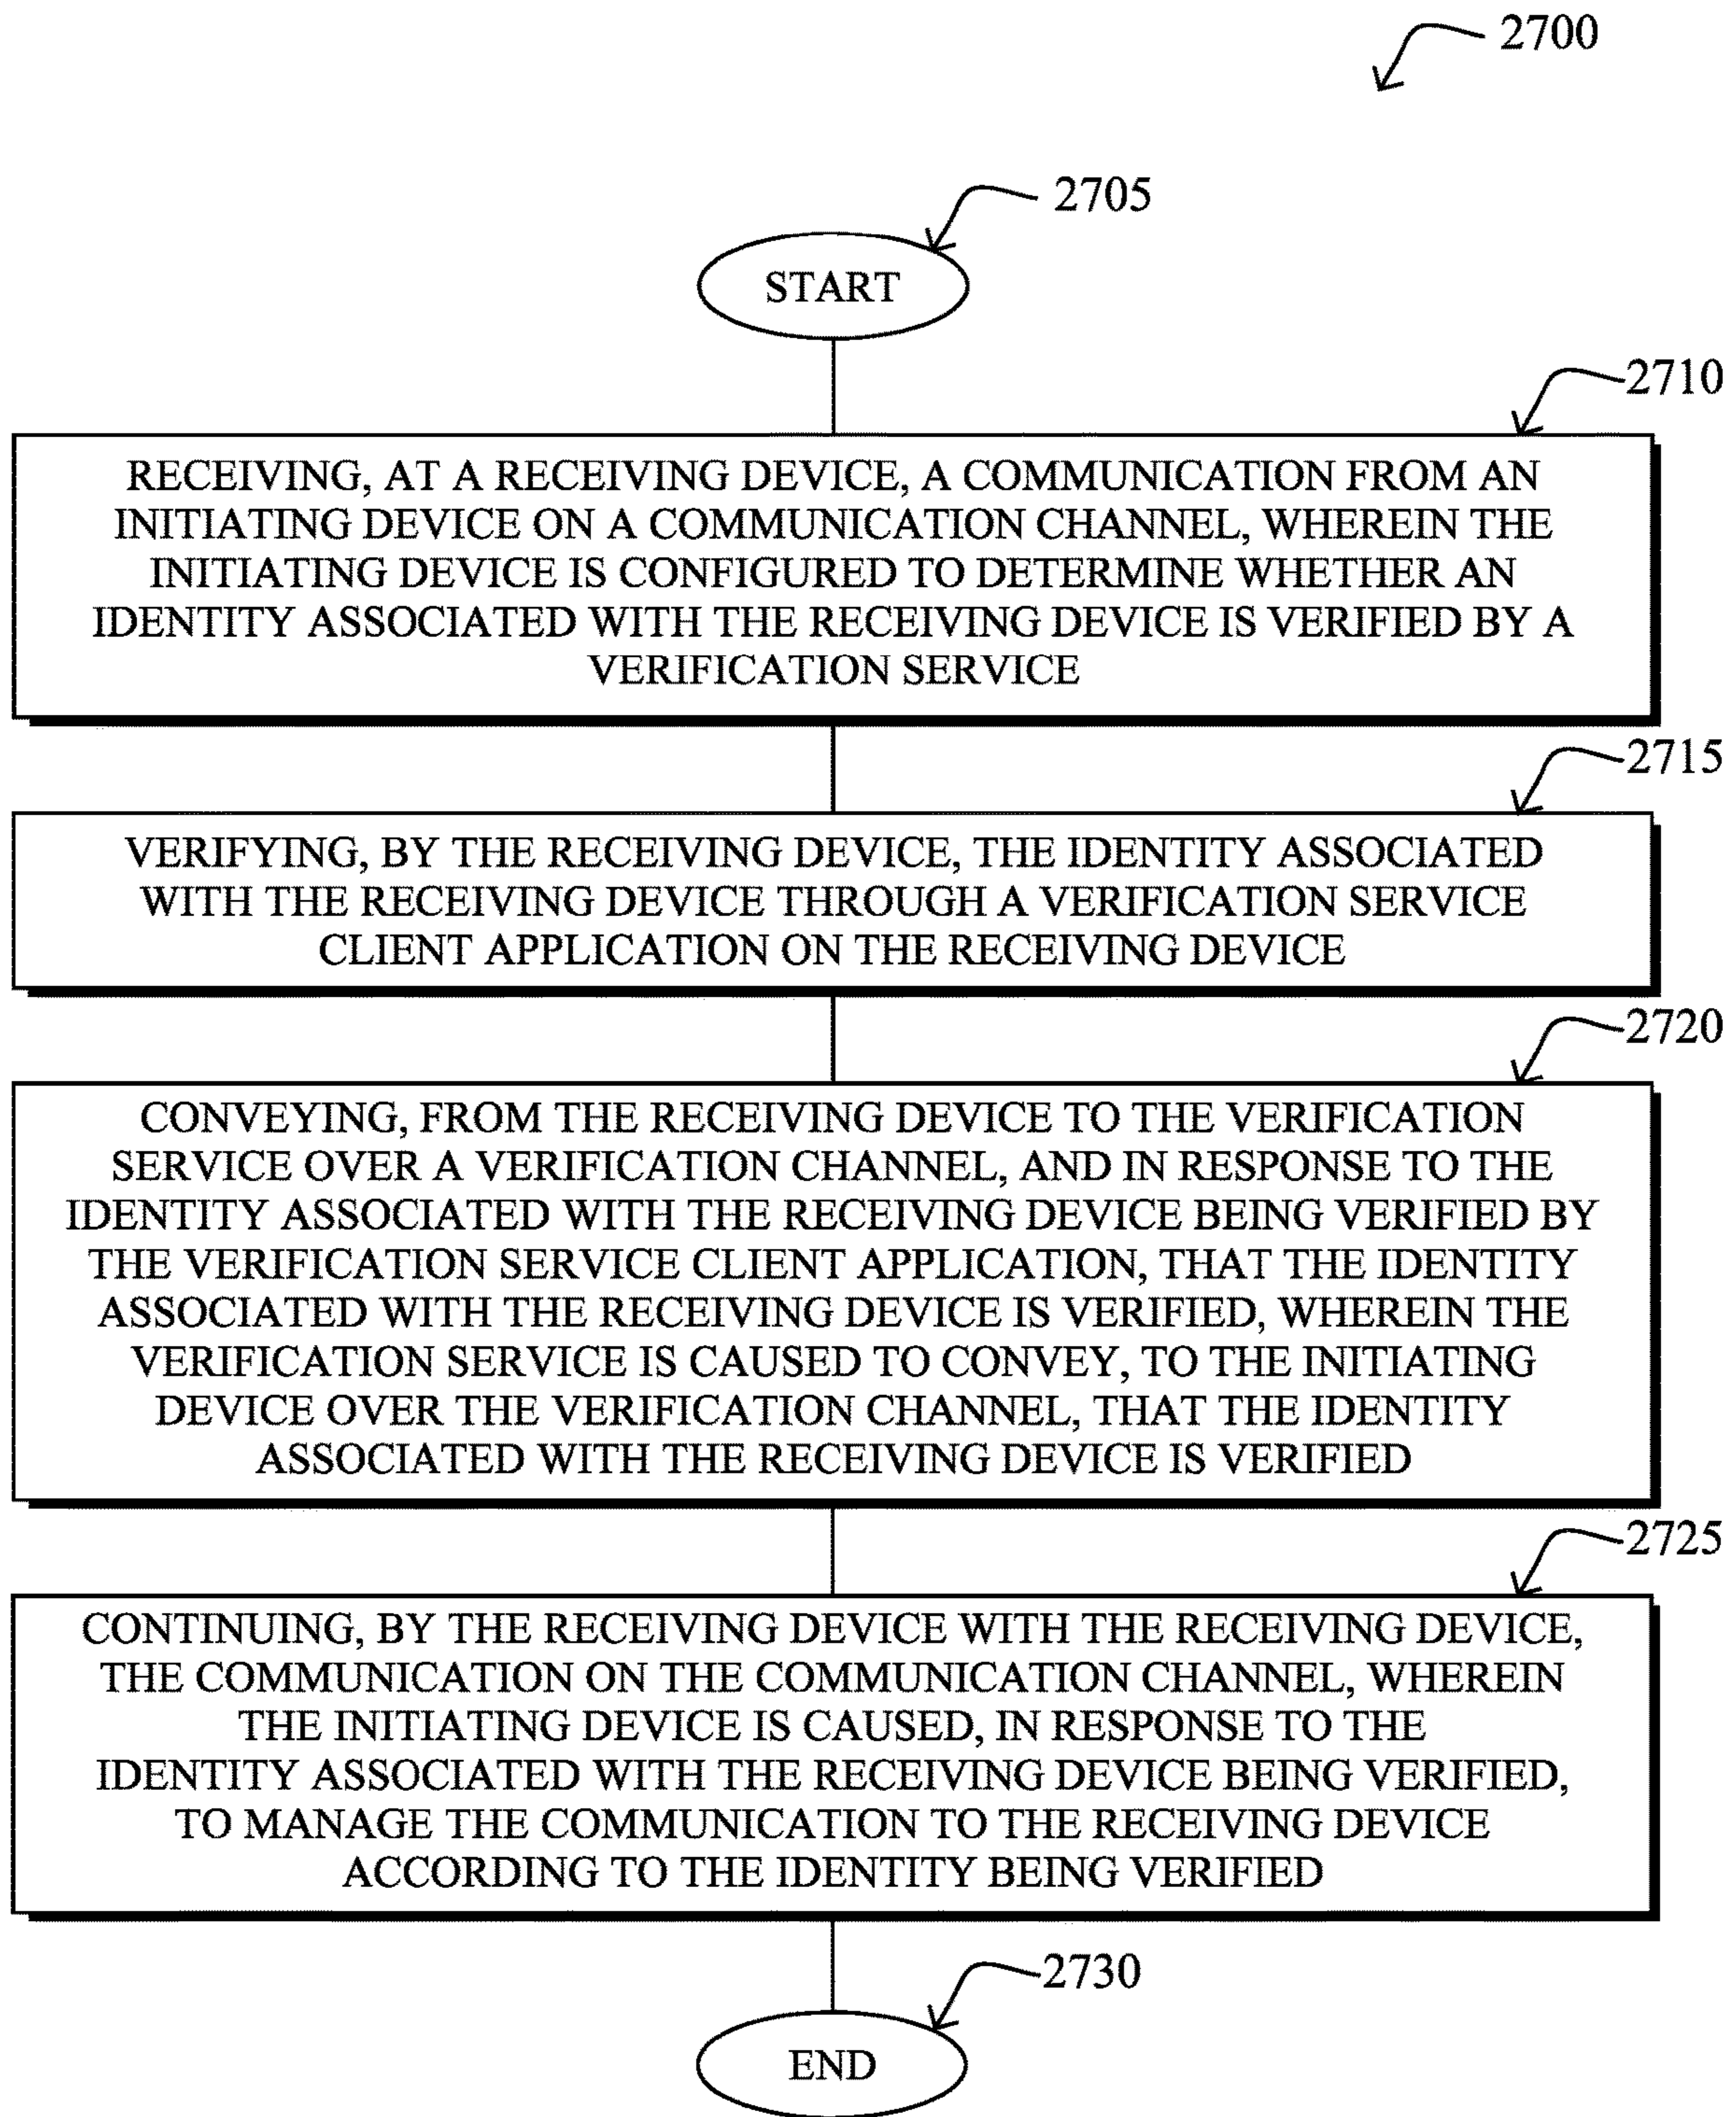 2700
2705
START
2710
RECEIVING, AT A RECEIVING DEVICE, A COMMUNICATION FROM AN
INITIATING DEVICE ON A COMMUNICATION CHANNEL, WHEREIN THE
INITIATING DEVICE IS CONFIGURED TO DETERMINE WHETHER AN
IDENTITY ASSOCIATED WITH THE RECEIVING DEVICE IS VERIFIED BY A
VERIFICATION SERVICE
2715
VERIFYING, BY THE RECEIVING DEVICE, THE IDENTITY ASSOCIATED
WITH THE RECEIVING DEVICE THROUGH A VERIFICATION SERVICE
CLIENT APPLICATION ON THE RECEIVING DEVICE
2720
CONVEYING, FROM THE RECEIVING DEVICE TO THE VERIFICATION
SERVICE OVER A VERIFICATION CHANNEL, AND IN RESPONSE TO THE
IDENTITY ASSOCIATED WITH THE RECEIVING DEVICE BEING VERIFIED BY
THE VERIFICATION SERVICE CLIENT APPLICATION, THAT THE IDENTITY
ASSOCIATED WITH THE RECEIVING DEVICE IS VERIFIED, WHEREIN THE
VERIFICATION SERVICE IS CAUSED TO CONVEY, TO THE INITIATING
DEVICE OVER THE VERIFICATION CHANNEL, THAT THE IDENTITY
ASSOCIATED WITH THE RECEIVING DEVICE IS VERIFIED
2725
CONTINUING, BY THE RECEIVING DEVICE WITH THE RECEIVING DEVICE,
THE COMMUNICATION ON THE COMMUNICATION CHANNEL, WHEREIN
THE INITIATING DEVICE IS CAUSED, IN RESPONSE TO THE
IDENTITY ASSOCIATED WITH THE RECEIVING DEVICE BEING VERIFIED,
TO MANAGE THE COMMUNICATION TO THE RECEIVING DEVICE
ACCORDING TO THE IDENTITY BEING VERIFIED
2730
END